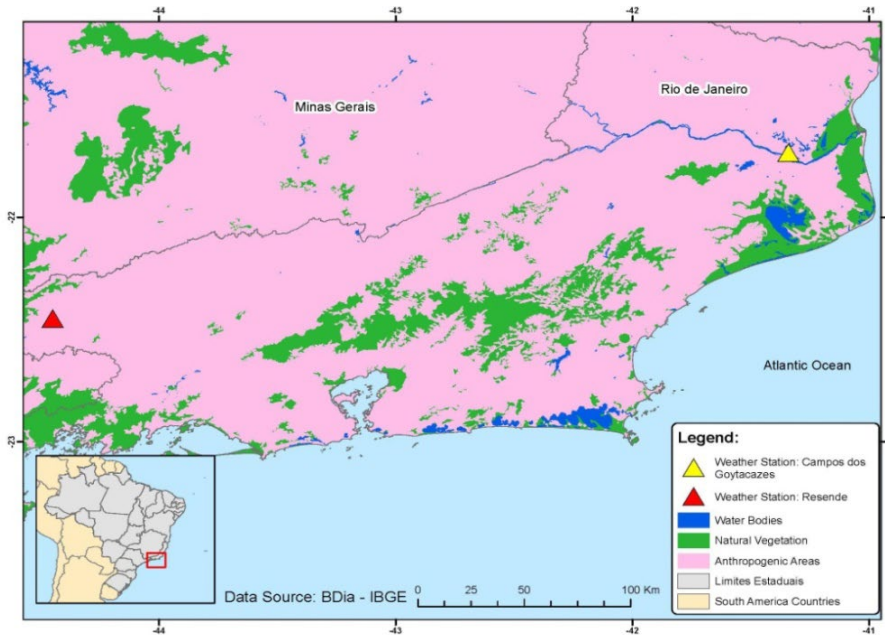 -44
-43
-42
-41
Rio de Janeiro
Minas Gerais
-22
-22
Atlantic Ocean
-23
-23
Legend:
Weather Station: Campos dos
Goytacazes
Weather Station: Resende
Water Bodies
Natural Vegetation
Anthropogenic Areas
Limites Estaduais
South America Countries
Data Source: BDia - IBGE
0 25 50 100 Km
-44
-43
-42
-41